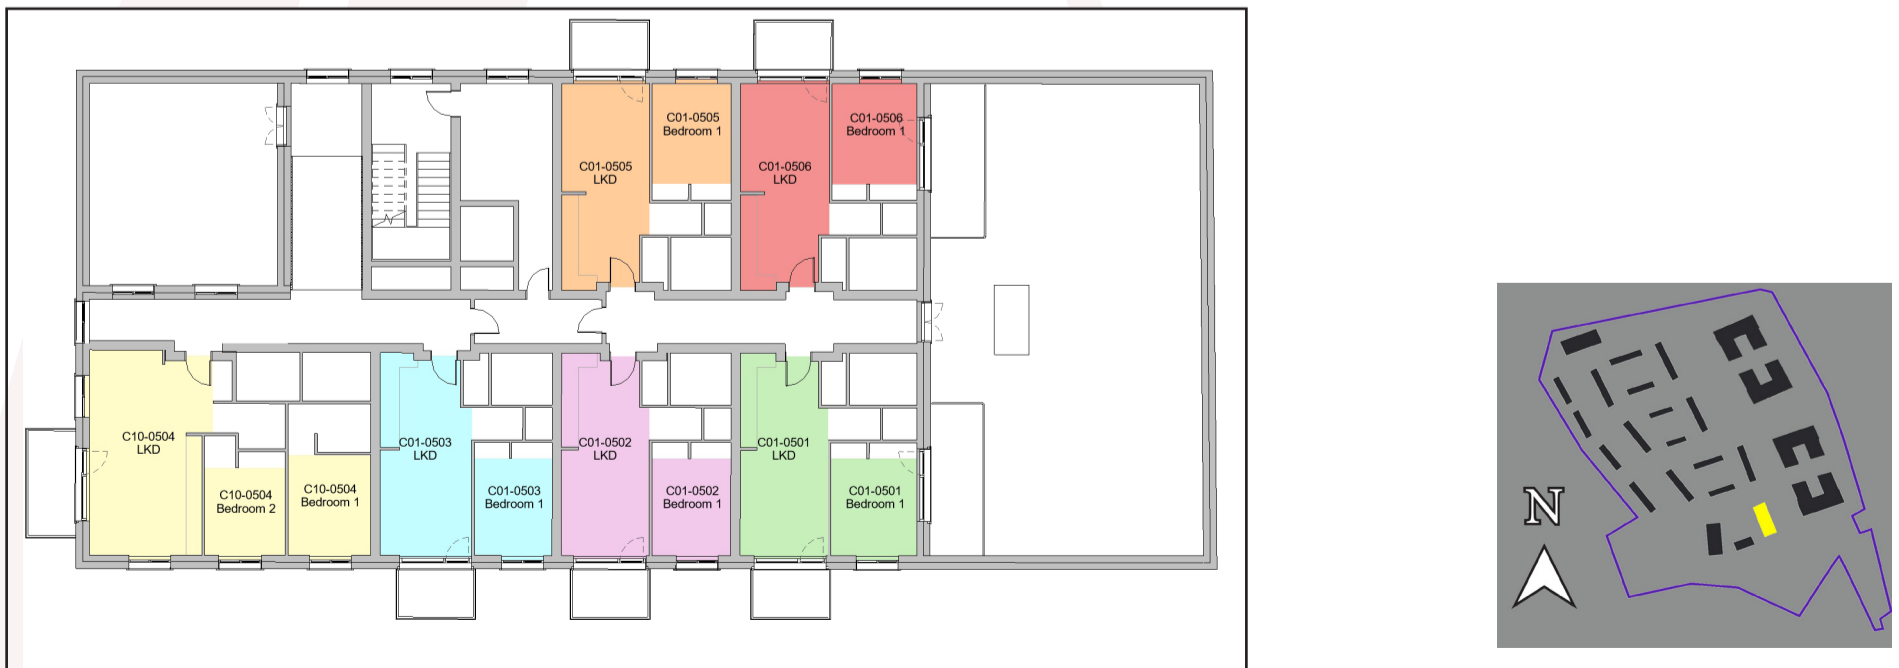 C01-0505
LKD
C01-0505
Bedroom 1
C01-0506
LKD
C01-0506
Bedroom 1
C10-0504
LKD
C10-0504
Bedroom 2
C10-0504
Bedroom 1
C01-0503
LKD
C01-0503
Bedroom 1
C01-0502
LKD
C01-0502
Bedroom 1
C01-0501
LKD
C01-0501
Bedroom 1
N